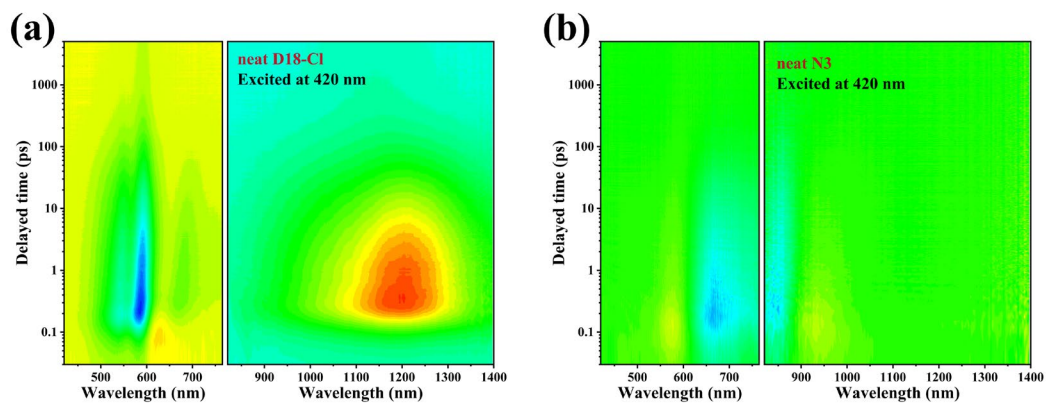 (a)
neat D18-Cl
Excited at 420 nm
Delayed time (ps)
1000
100
10
1
0.1
500 600 700
900 1000 1100 1200 1300 1400
Wavelength (nm)
Wavelength (nm)
(b)
neat N3
Excited at 420 nm
Delayed time (ps)
1000
100
10
1
0.1
500 600 700
900 1000 1100 1200 1300 1400
Wavelength (nm)
Wavelength (nm)